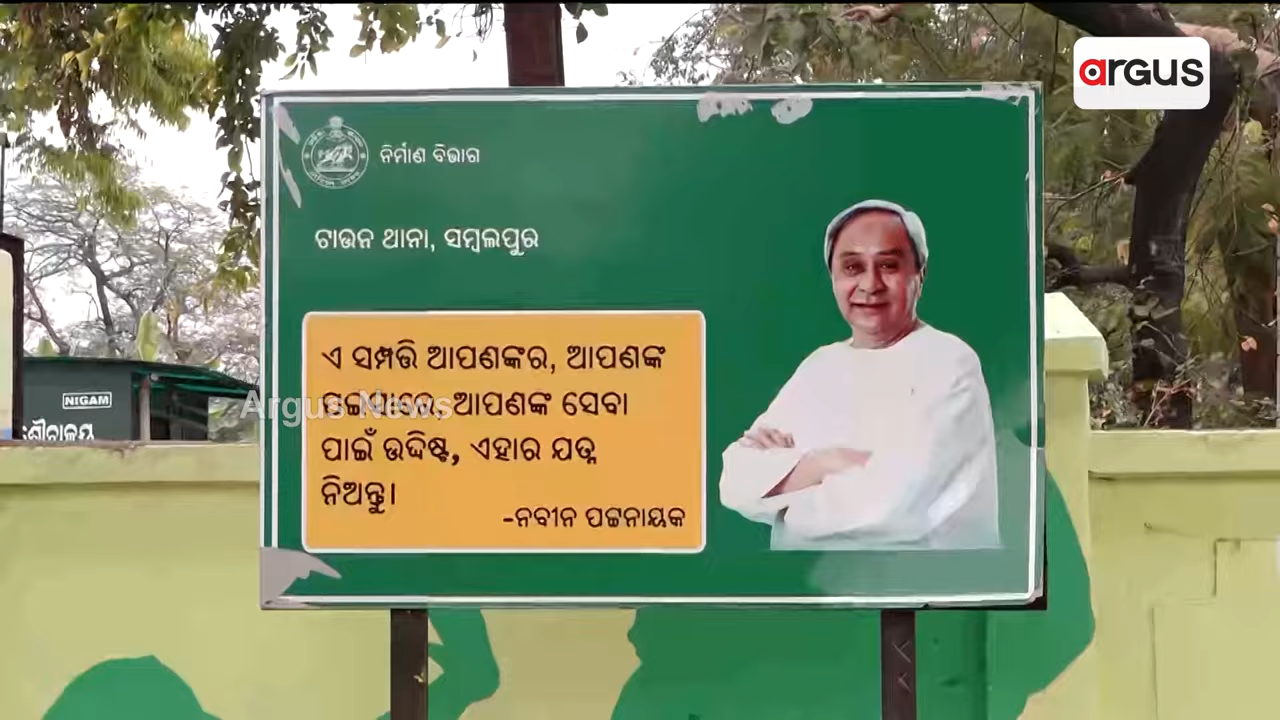 argus
ନିର୍ମାଣ ବିଭାଗ
ଟାଉନ ଥାନା, ସମ୍ବଲପୁର
ଏ ସମ୍ପତ୍ତି ଆପଣଙ୍କର, ଆପଣଙ୍କ
ଆପଣଙ୍କ ସେବା
ପାଇଁ ଉଦ୍ଦିଷ୍ଟ, ଏହାର ଯତ୍ନ
ନିଅନ୍ତୁ।
-ନବୀନ ପଟ୍ଟନାୟକ
Argus News
NIGAM
ଶୌଚାଳୟ